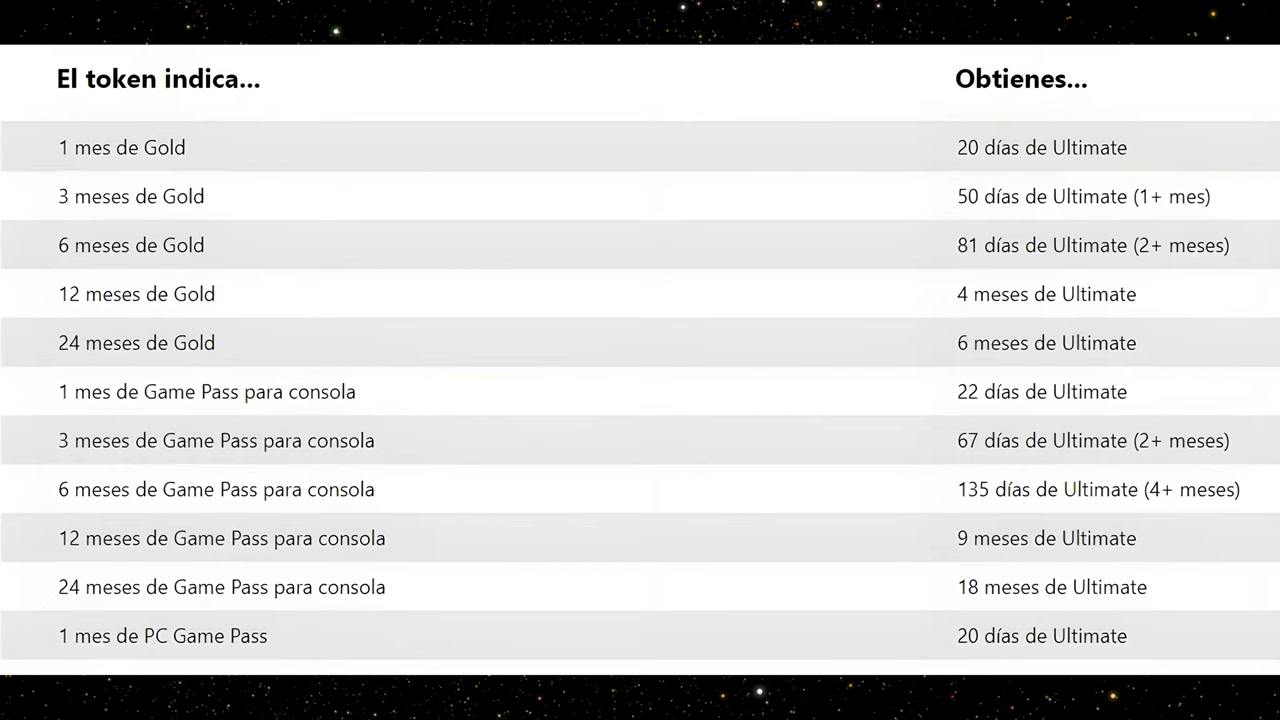 El token indica... Obtienes...
1 mes de Gold 20 días de Ultimate
3 meses de Gold 50 días de Ultimate (1+ mes)
6 meses de Gold 81 días de Ultimate (2+ meses)
12 meses de Gold 4 meses de Ultimate
24 meses de Gold 6 meses de Ultimate
1 mes de Game Pass para consola 22 días de Ultimate
3 meses de Game Pass para consola 67 días de Ultimate (2+ meses)
6 meses de Game Pass para consola 135 días de Ultimate (4+ meses)
12 meses de Game Pass para consola 9 meses de Ultimate
24 meses de Game Pass para consola 18 meses de Ultimate
1 mes de PC Game Pass 20 días de Ultimate